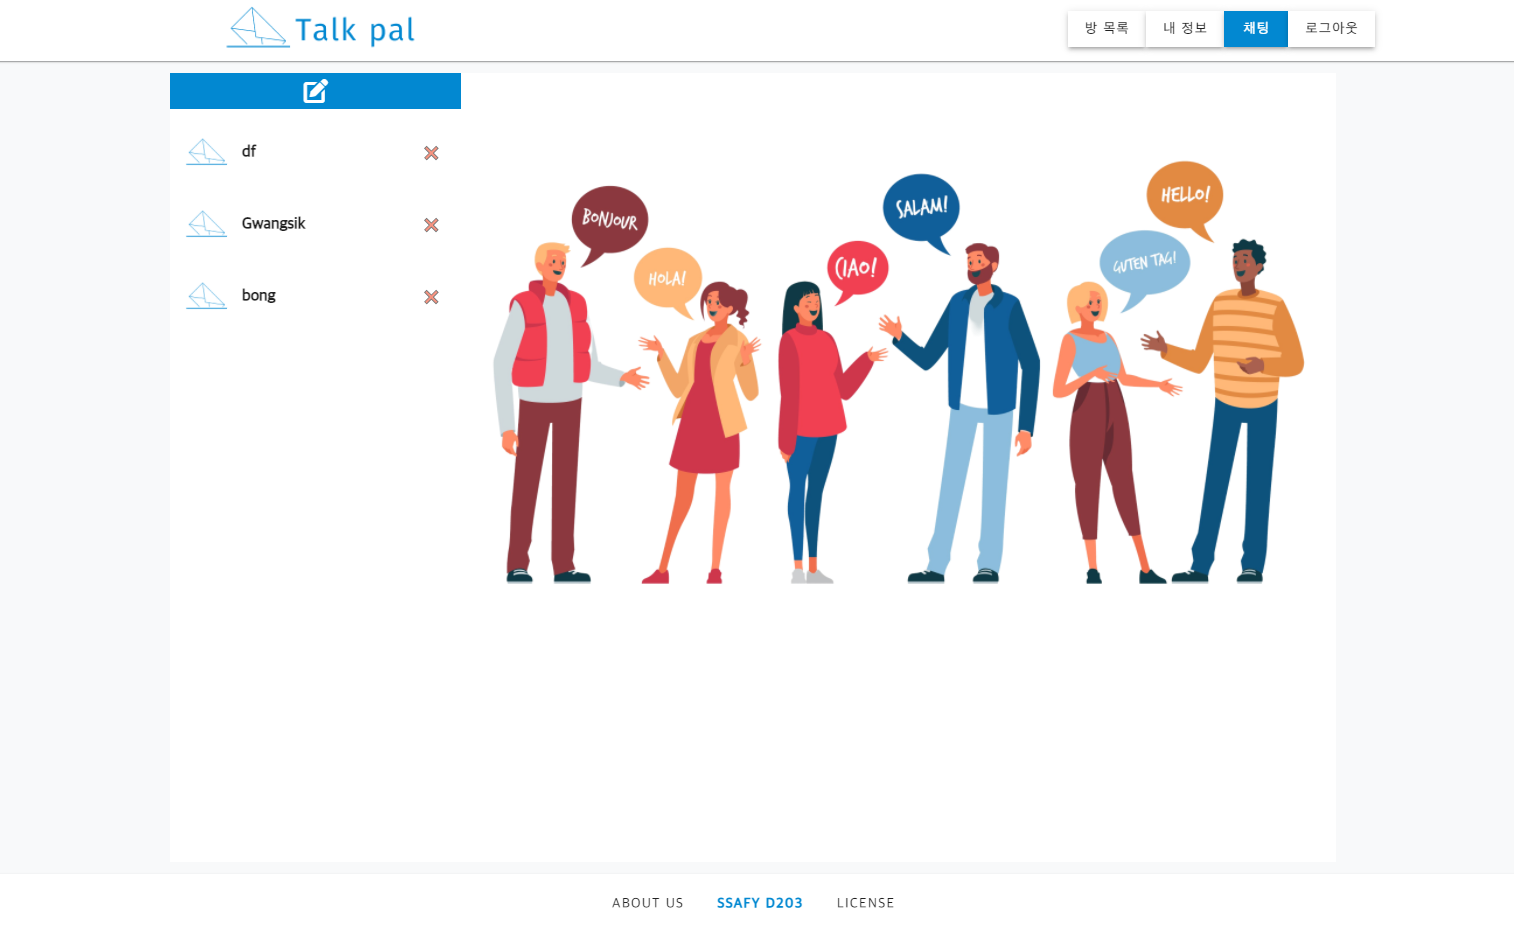 Talk pal
방 목록 내 정보 채팅 로그아웃
df
Gwangsik
bong
BONJOUR
HOLA!
CIAO!
SALAM!
GUTEN TAG!
HELLO!
ABOUT US SSAFY D203 LICENSE